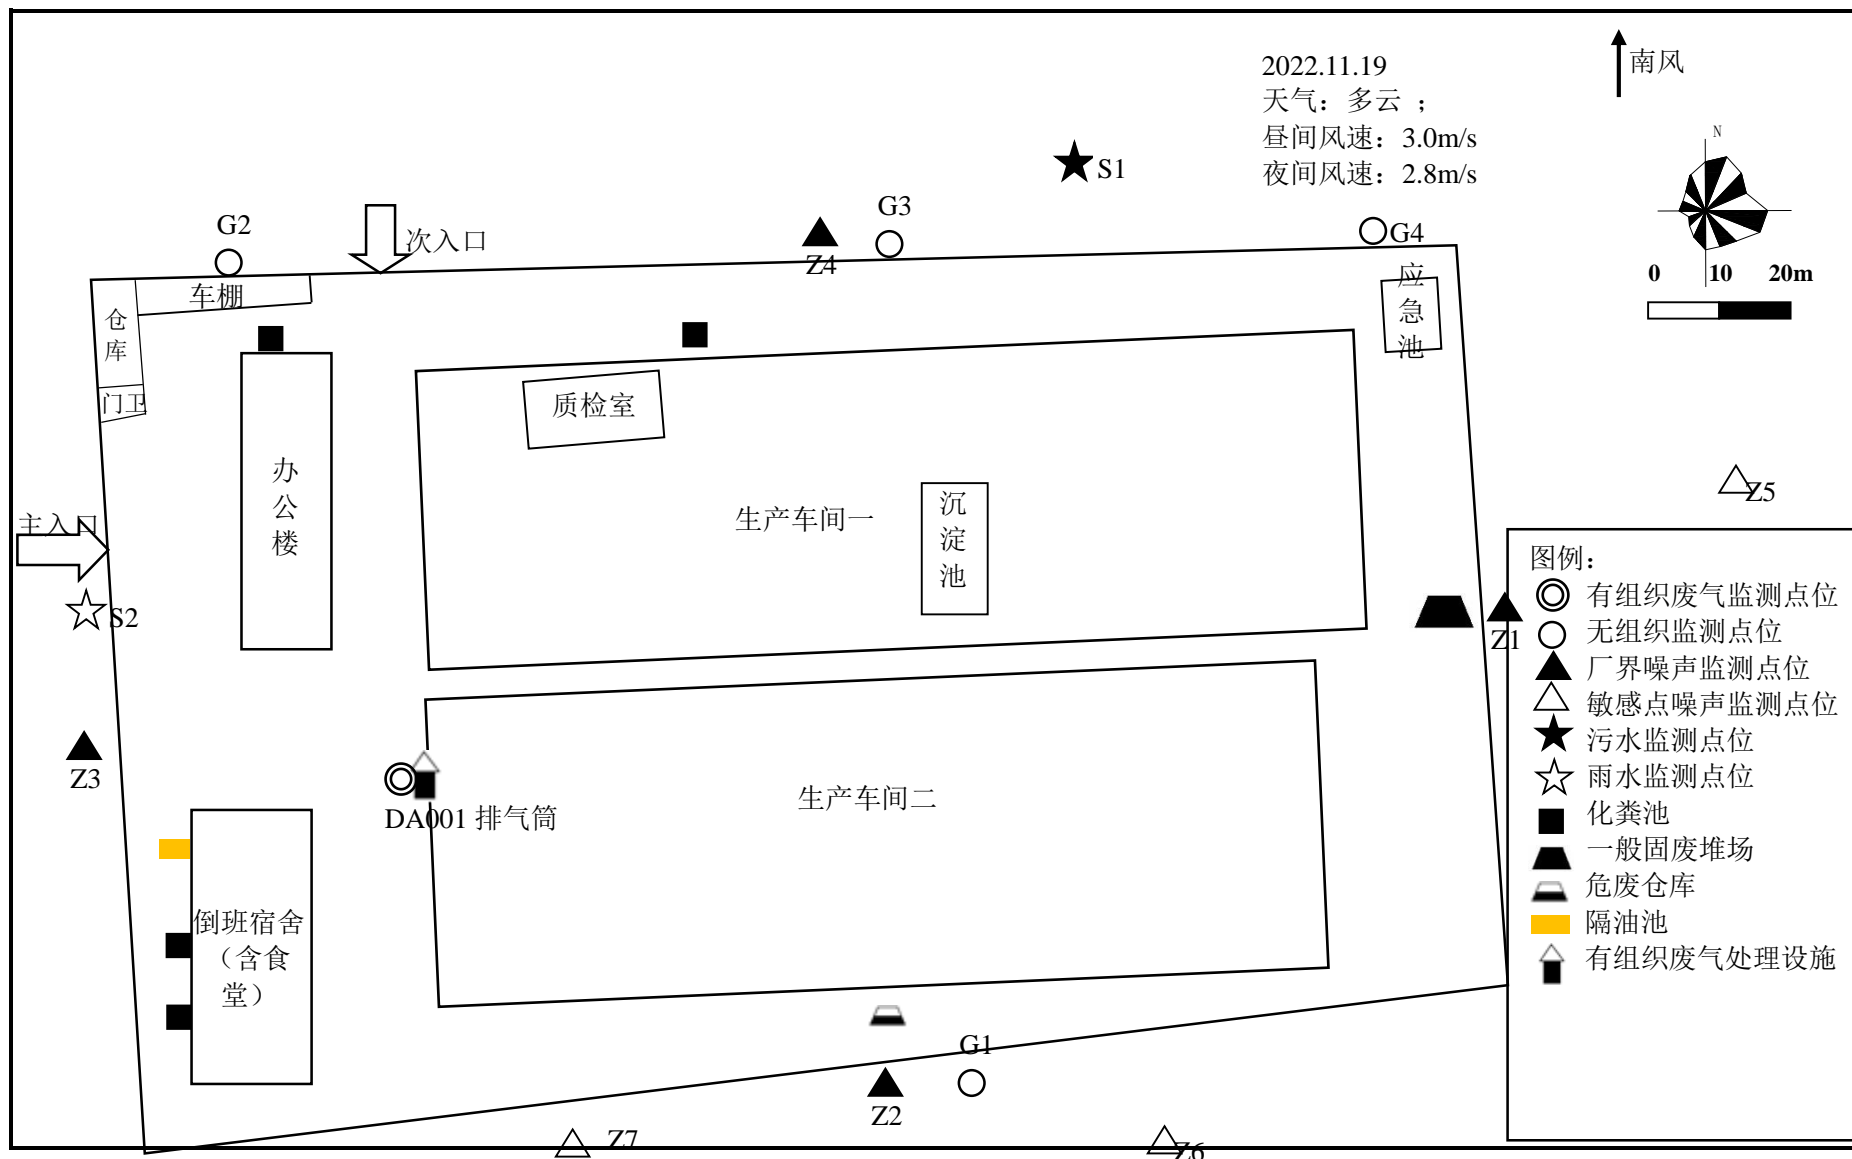 2022.11.19
天气：多云 ；
昼间风速：3.0m/s
夜间风速：2.8m/s
南风
N
0 10 20m
S1
G2
次入口
G3
Z4
G4
应急池
车棚
仓库
门卫
质检室
办公楼
生产车间一
沉淀池
主入口
S2
Z5
Z1
Z3
DA001 排气筒
生产车间二
倒班宿舍
（含食
堂）
G1
Z2
Z7
Z6
图例：
有组织废气监测点位
无组织监测点位
厂界噪声监测点位
敏感点噪声监测点位
污水监测点位
雨水监测点位
化粪池
一般固废堆场
危废仓库
隔油池
有组织废气处理设施